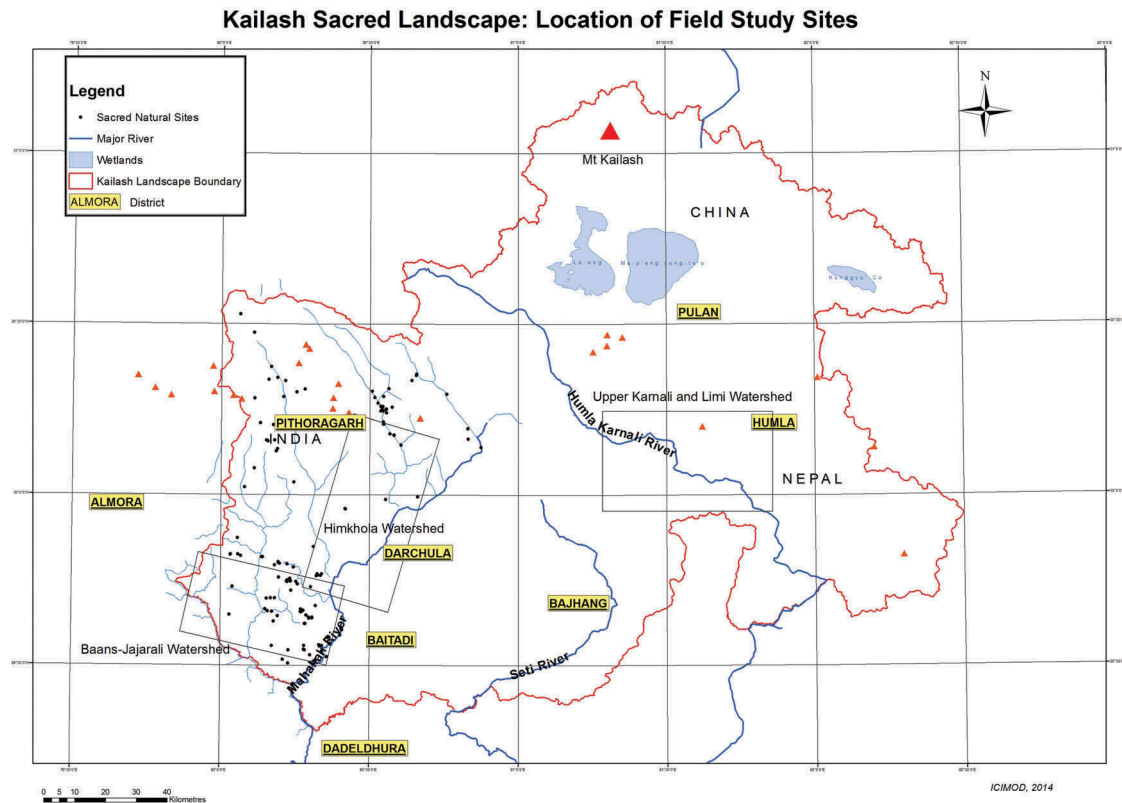 Kailash Sacred Landscape: Location of Field Study Sites
Legend
Sacred Natural Sites
Major River
Wetlands
Kailash Landscape Boundary
ALMORA District
N
Mt Kailash
CHINA
PULAN
Upper Karnali and Limi Watershed
HUMLA
Humla Karnali River
NEPAL
PITHORAGARH
INDIA
ALMORA
Himkhola Watershed
DARCHULA
BAJHANG
BAITADI
Baans-Jajarali Watershed
Mahakali River
Seti River
DADELDHURA
0 5 10 20 30 40
Kilometres
ICIMOD, 2014